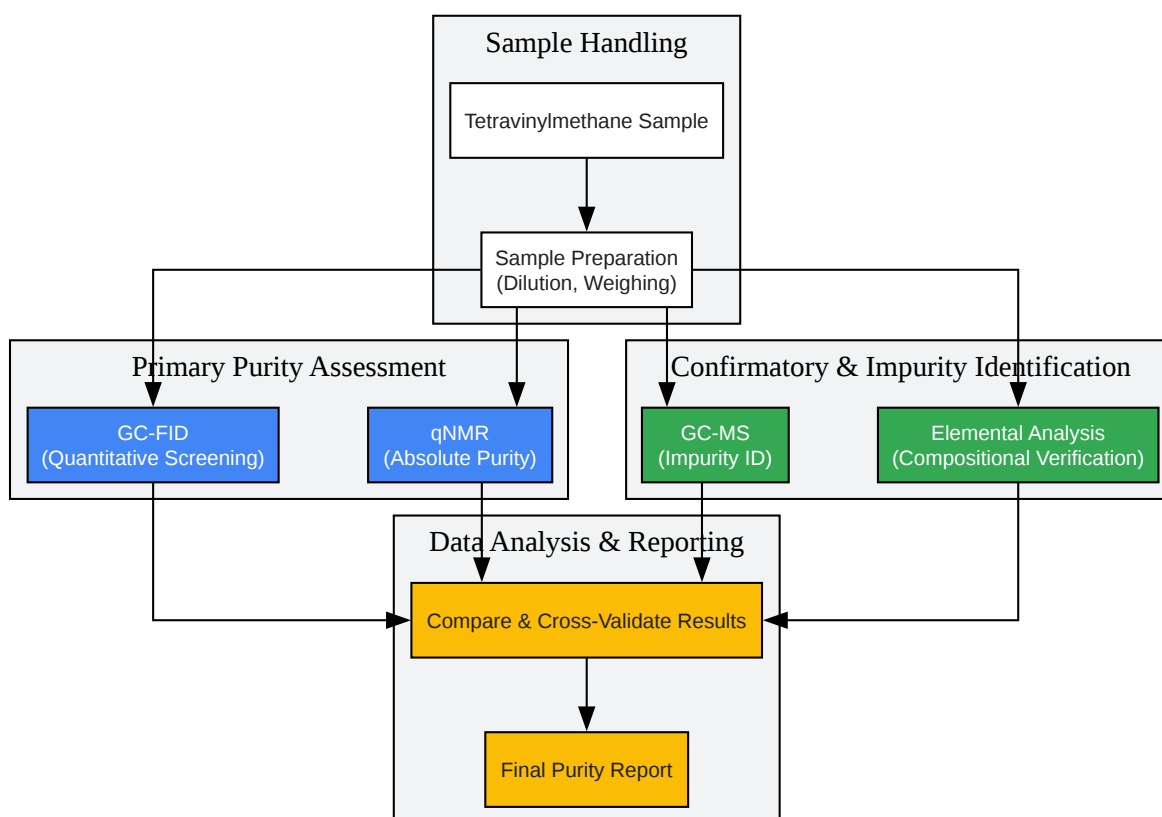 Sample Handling
Tetravinylmethane Sample
Sample Preparation
(Dilution, Weighing)
Primary Purity Assessment
GC-FID
(Quantitative Screening)
qNMR
(Absolute Purity)
Confirmatory & Impurity Identification
GC-MS
(Impurity ID)
Elemental Analysis
(Compositional Verification)
Data Analysis & Reporting
Compare & Cross-Validate Results
Final Purity Report